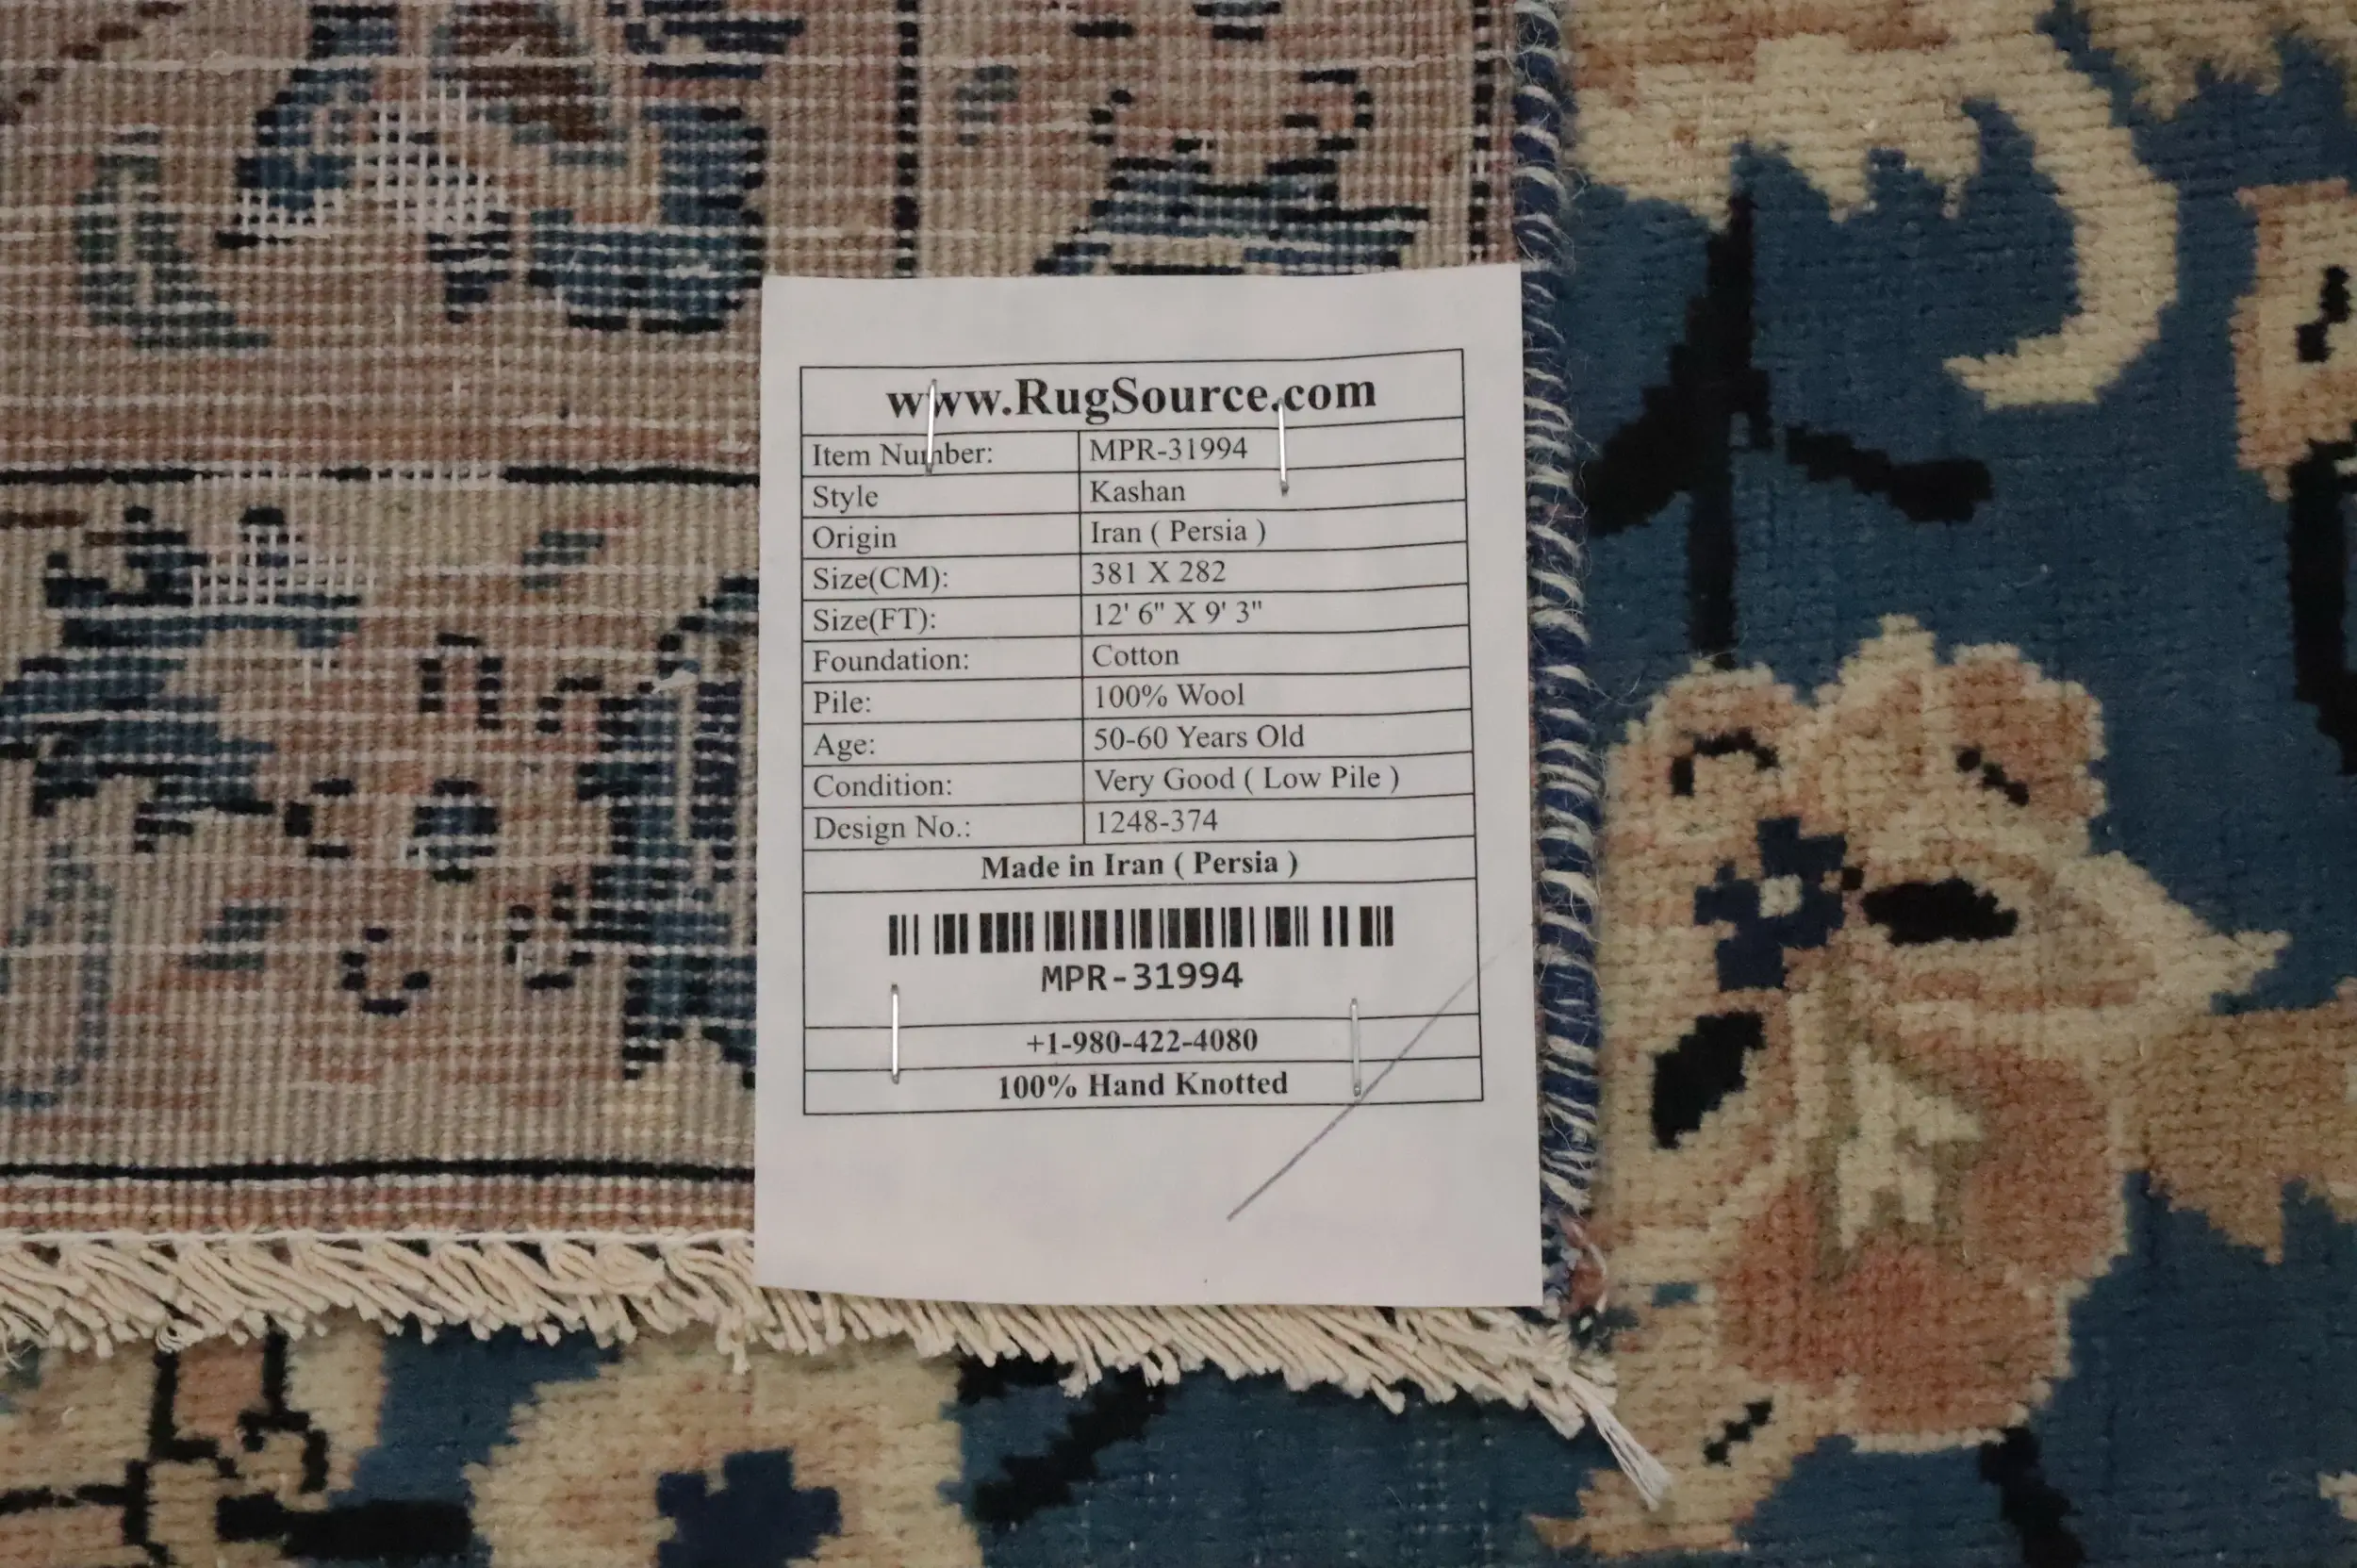 www.RugSource.com
Item Number: MPR-31994
Style Kashan
Origin Iran ( Persia )
Size(CM): 381 X 282
Size(FT): 12' 6" X 9' 3"
Foundation: Cotton
Pile: 100% Wool
Age: 50-60 Years Old
Condition: Very Good ( Low Pile )
Design No.: 1248-374
Made in Iran ( Persia )
MPR-31994
+1-980-422-4080
100% Hand Knotted